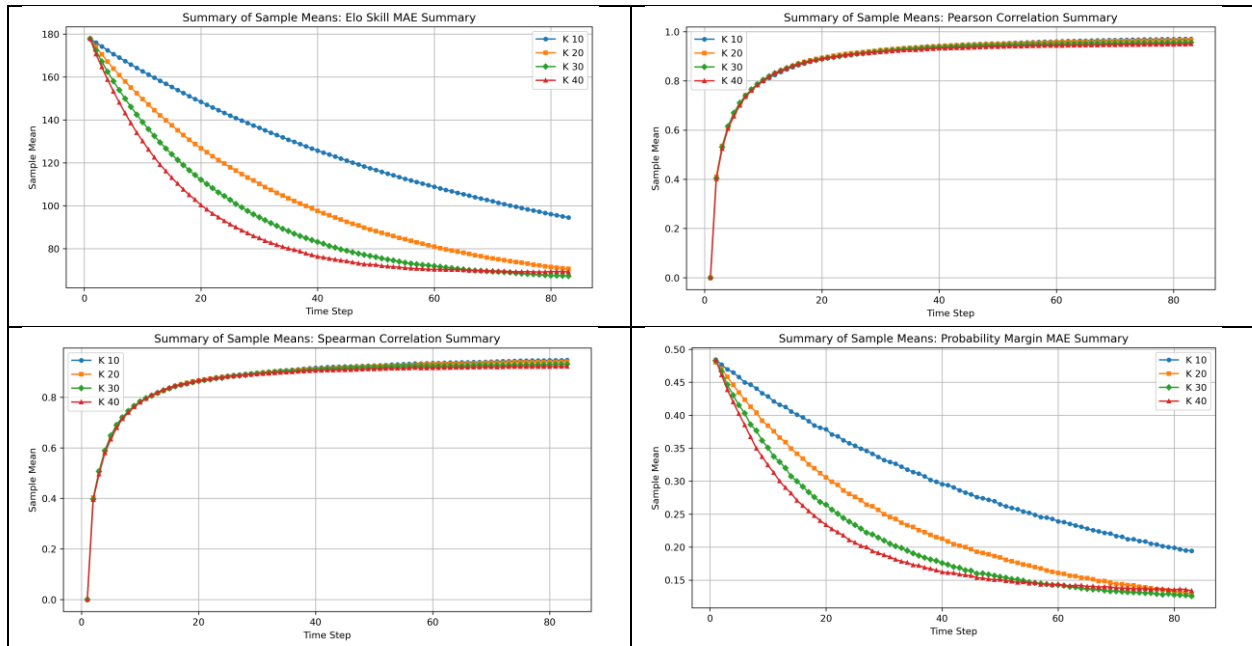 Summary of Sample Means: Elo Skill MAE Summary
180
160
140
120
100
80
Sample Mean
0
20
40
60
80
Time Step
K 10
K 20
K 30
K 40
Summary of Sample Means: Pearson Correlation Summary
1.0
0.8
0.6
0.4
0.2
0.0
Sample Mean
0
20
40
60
80
Time Step
K 10
K 20
K 30
K 40
Summary of Sample Means: Spearman Correlation Summary
K 10
K 20
K 30
K 40
0.8
0.6
0.4
0.2
0.0
Sample Mean
0
20
40
60
80
Time Step
Summary of Sample Means: Probability Margin MAE Summary
0.50
0.45
0.40
0.35
0.30
0.25
0.20
0.15
Sample Mean
0
20
40
60
80
Time Step
K 10
K 20
K 30
K 40